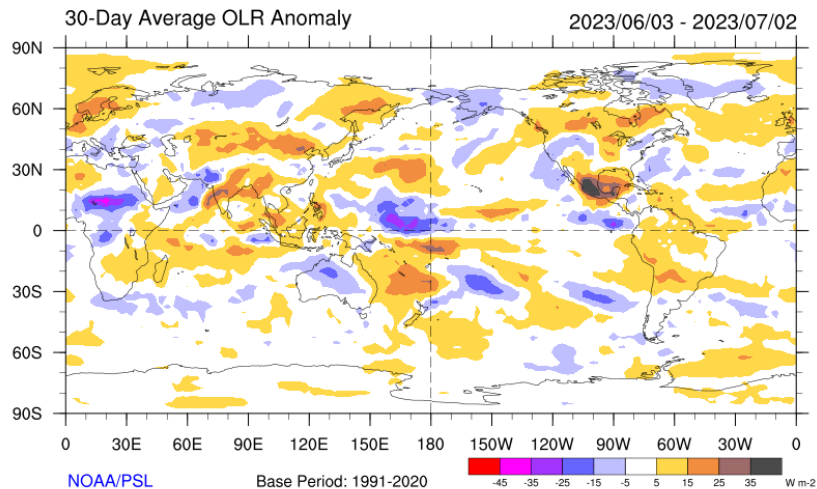 30-Day Average OLR Anomaly 2023/06/03 - 2023/07/02
90N
60N
30N
0
30S
60S
90S
0 30E 60E 90E 120E 150E 180 150W 120W 90W 60W 30W 0
NOAA/PSL Base Period: 1991-2020
-45 -35 -25 -15 -5 5 15 25 35 W m-2